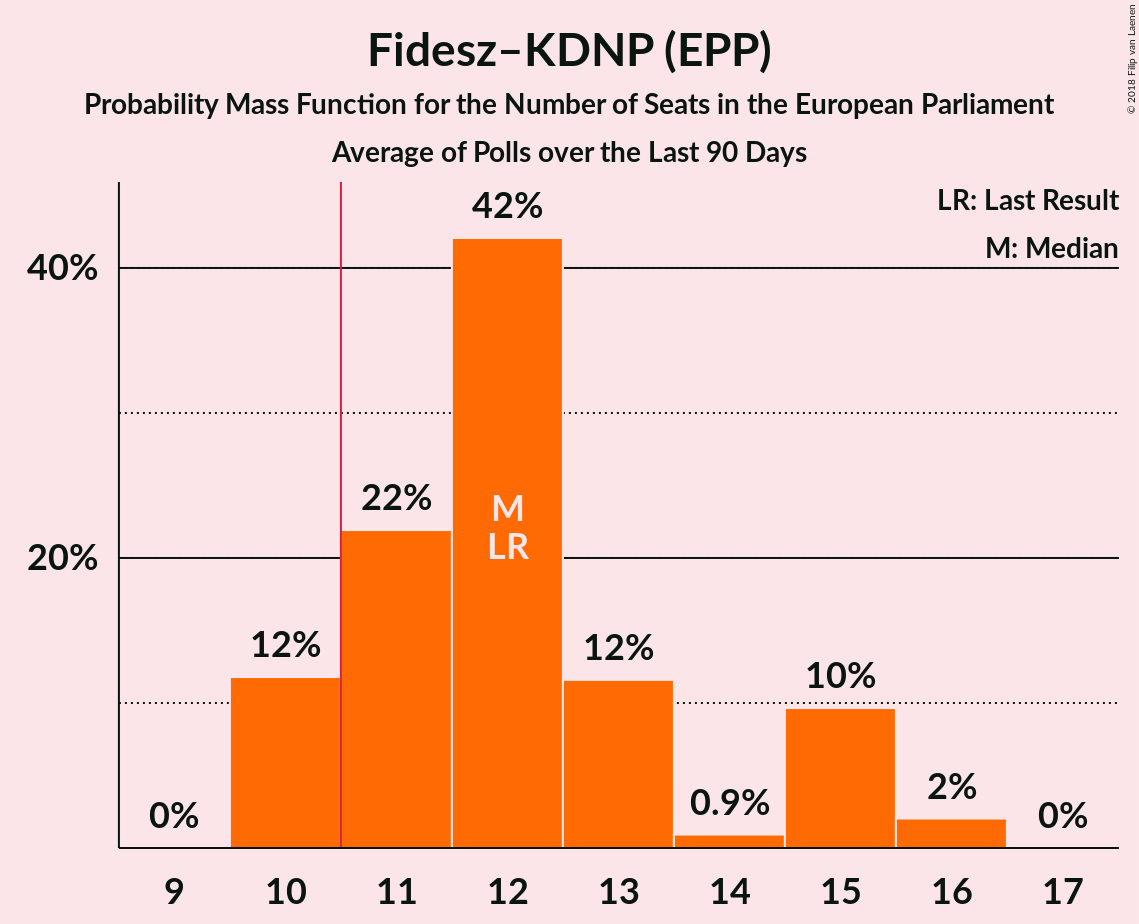 Fidesz–KDNP (EPP)
Probability Mass Function for the Number of Seats in the European Parliament
Average of Polls over the Last 90 Days
© 2018 Filip van Laenen
LR: Last Result
M: Median
40%
20%
0%
12%
22%
42%
12%
0.9%
10%
2%
0%
M
LR
9
10
11
12
13
14
15
16
17